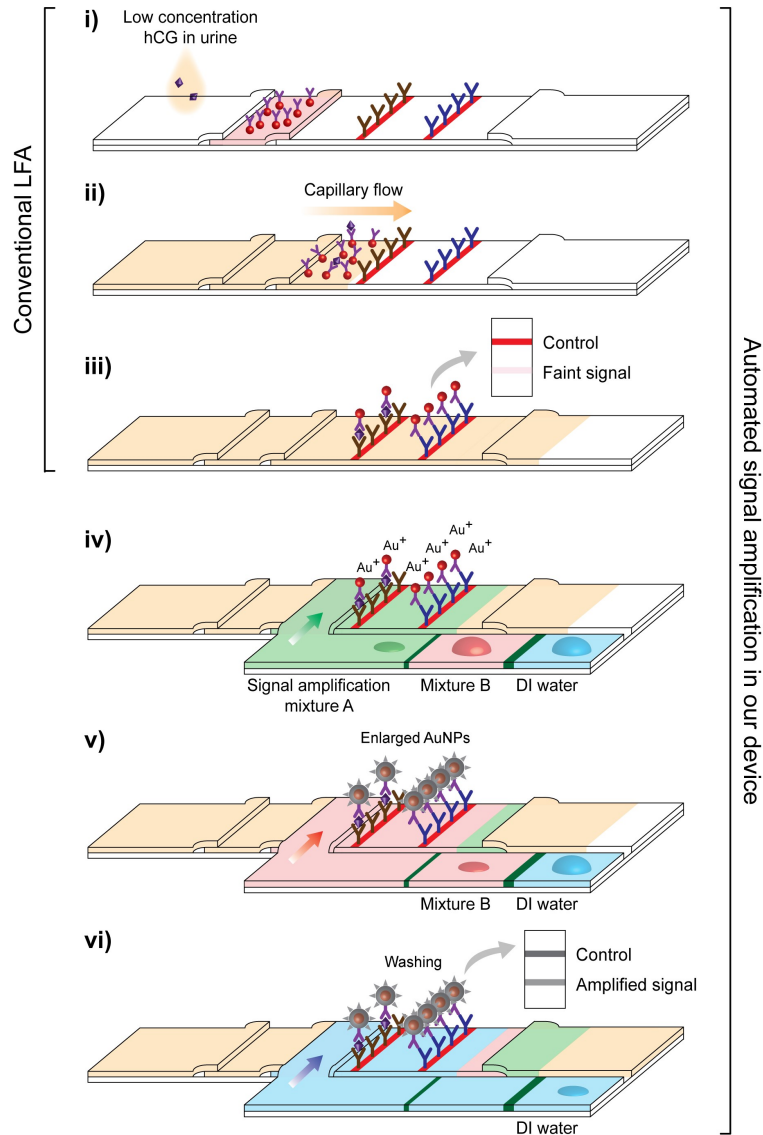 i)
Low concentration
hCG in urine
Conventional LFA
ii)
Capillary flow
iii)
Control
Faint signal
Automated signal amplification in our device
iv)
Au+
Au+
Au+
Au+
Au+
Au+
Signal amplification
mixture A
Mixture B
DI water
v)
Enlarged AuNPs
Mixture B
DI water
vi)
Washing
Control
Amplified signal
DI water